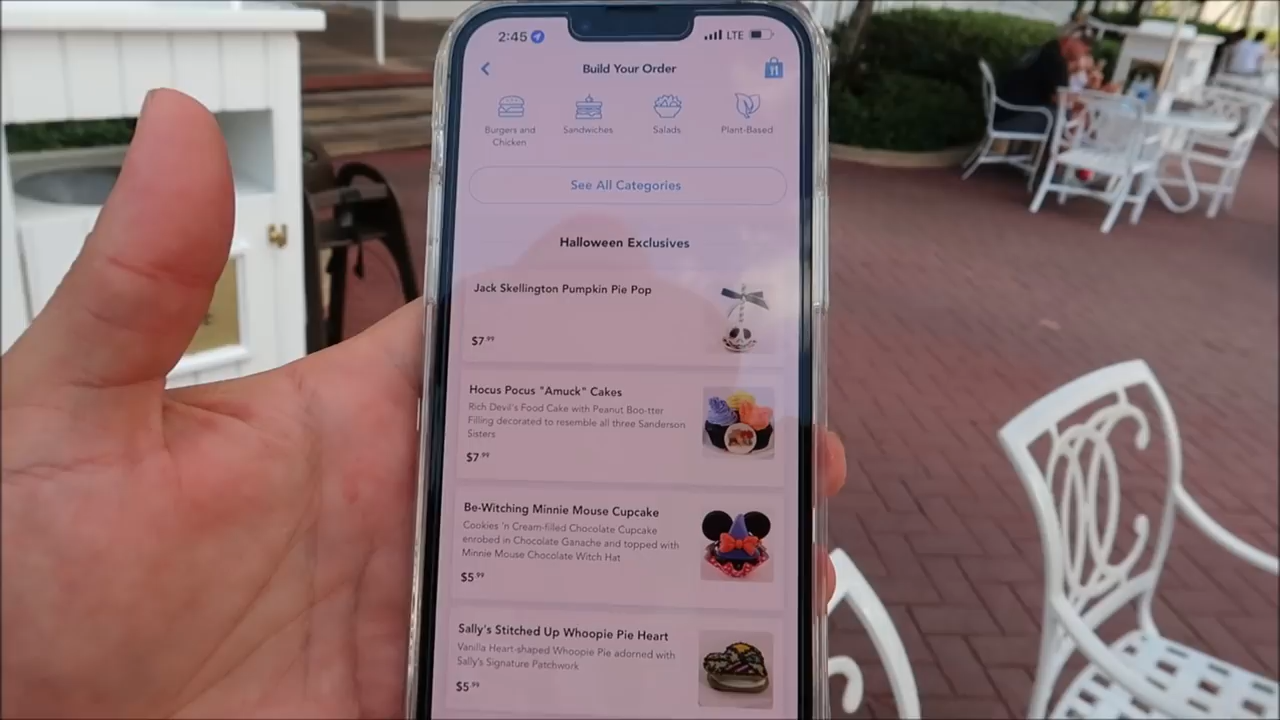 2:45
LTE
Build Your Order
Burgers and
Chicken
Sandwiches
Salads
Plant-Based
See All Categories
Halloween Exclusives
Jack Skellington Pumpkin Pie Pop
$7.99
Hocus Pocus "Amuck" Cakes
Rich Devil's Food Cake with Peanut Boo-tter
Filling decorated to resemble all three Sanderson
Sisters
$7.99
Be-Witching Minnie Mouse Cupcake
Cookies 'n Cream-filled Chocolate Cupcake
enrobed in Chocolate Ganache and topped with
Minnie Mouse Chocolate Witch Hat
$5.99
Sally's Stitched Up Whoopie Pie Heart
Vanilla Heart-shaped Whoopie Pie adorned with
Sally's Signature Patchwork
$5.99